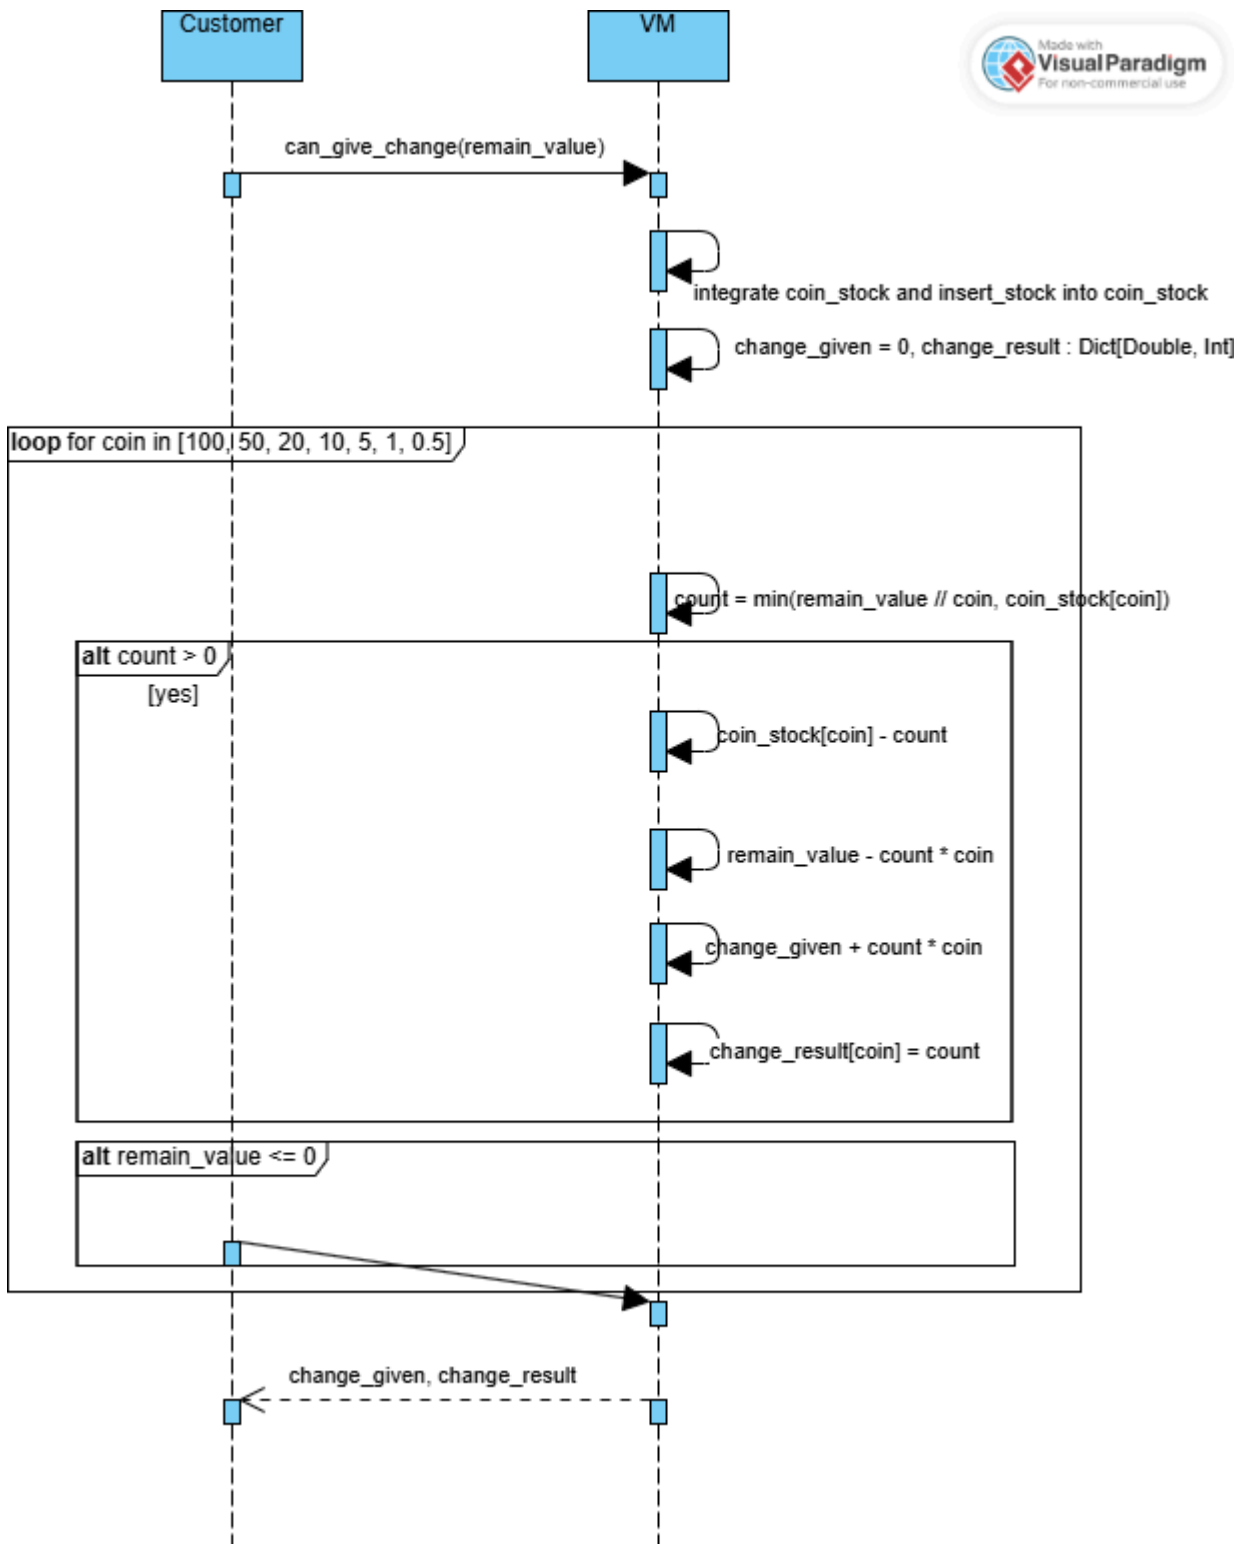 Customer
VM
Made with
Visual Paradigm
For non-commercial use
can_give_change(remain_value)
integrate coin_stock and insert_stock into coin_stock
change_given = 0, change_result : Dict[Double, Int]
loop for coin in [100, 50, 20, 10, 5, 1, 0.5]
count = min(remain_value // coin, coin_stock[coin])
alt count > 0
[yes]
coin_stock[coin] - count
remain_value - count * coin
change_given + count * coin
change_result[coin] = count
alt remain_value <= 0
change_given, change_result